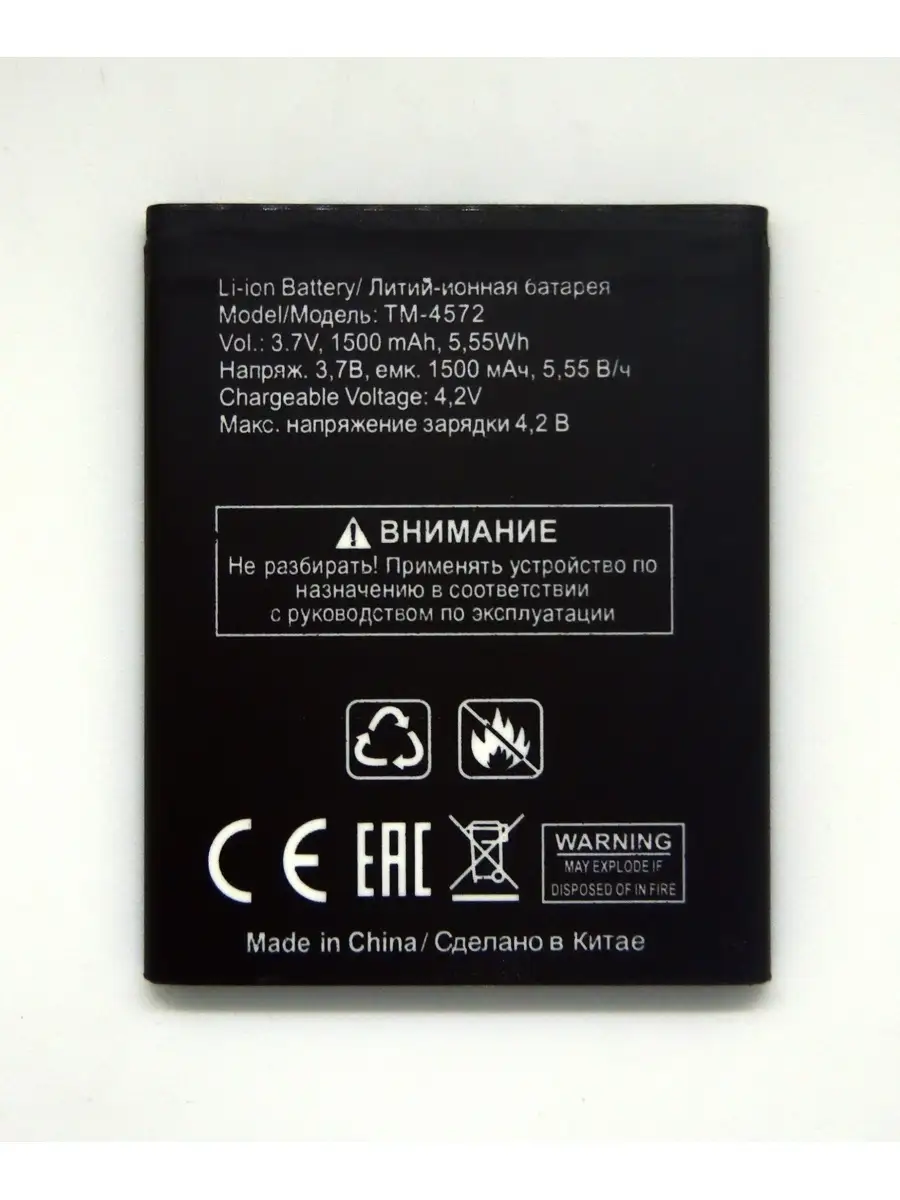 Li-ion Battery/ Литий-ионная батарея
Model/Модель: TM-4572
Vol.: 3.7V, 1500 mAh, 5,55Wh
Напряж. 3,7В, емк. 1500 мАч, 5,55 В/ч
Chargeable Voltage: 4,2V
Макс. напряжение зарядки 4,2 В
ВНИМАНИЕ
Не разбирать! Применять устройство по
назначению в соответствии
с руководством по эксплуатации
CE EAC
WARNING
MAY EXPLODE IF
DISPOSED OF IN FIRE
Made in China/ Сделано в Китае